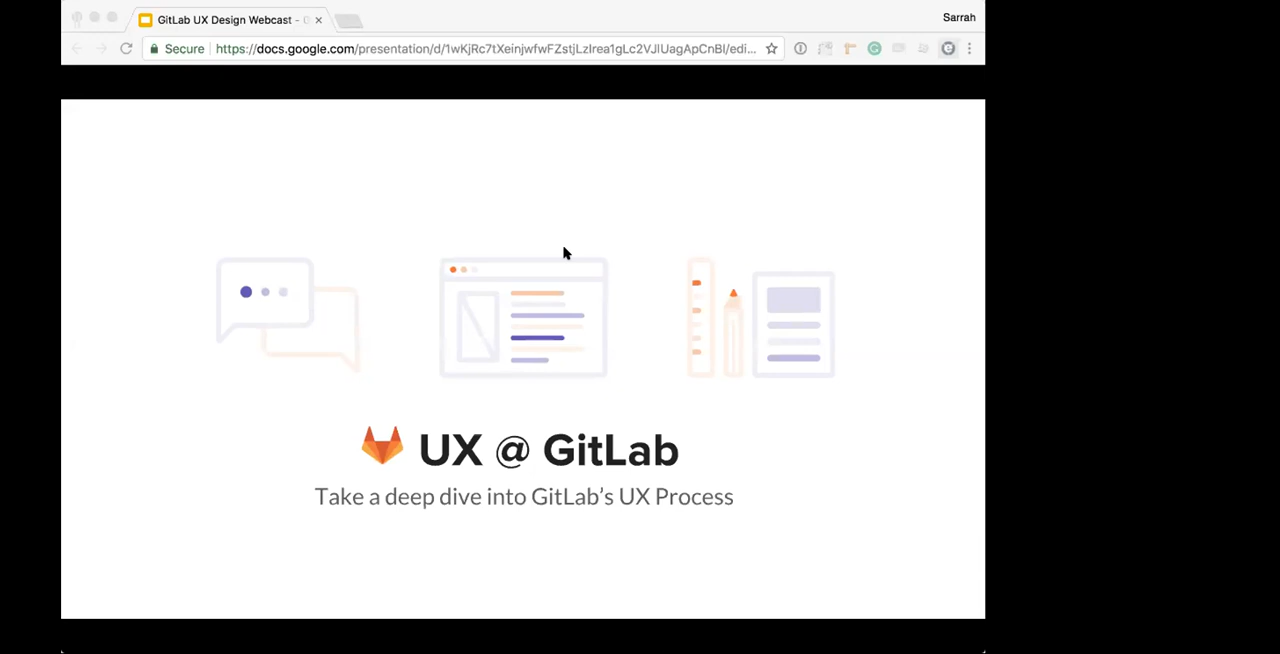 GitLab UX Design Webcast -
Sarrah
Secure
https://docs.google.com/presentation/d/1wKjRc7tXeinjwfwFZstjLzIrea1gLc2VJlUagApCnBI/edi...
UX @ GitLab
Take a deep dive into GitLab’s UX Process